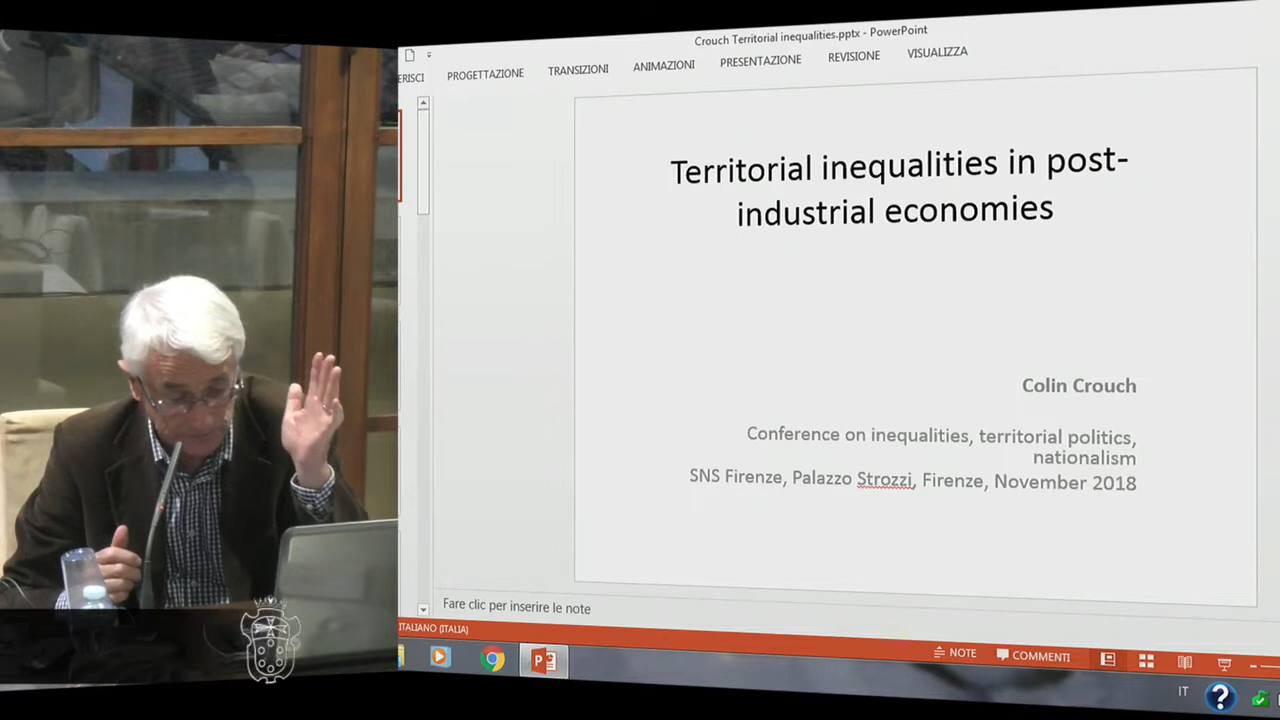 Crouch Territorial inequalities.pptx - PowerPoint
ERISCI PROGETTAZIONE TRANSIZIONI ANIMAZIONI PRESENTAZIONE REVISIONE VISUALIZZA
Territorial inequalities in post-
industrial economies
Colin Crouch
Conference on inequalities, territorial politics,
nationalism
SNS Firenze, Palazzo Strozzi, Firenze, November 2018
Fare clic per inserire le note
ITALIANO (ITALIA)
NOTE COMMENTI
IT